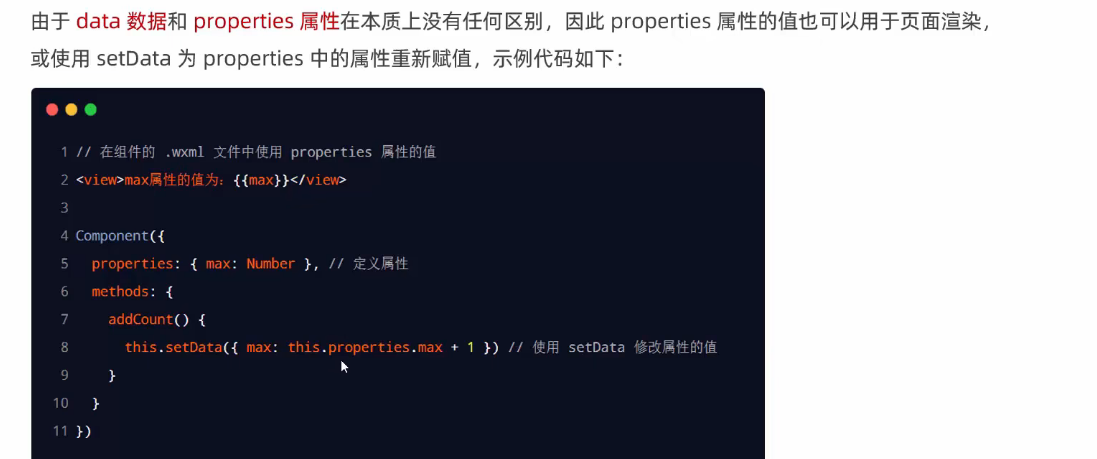 由于 data 数据和 properties 属性在本质上没有任何区别，因此 properties 属性的值也可以用于页面渲染，
或使用 setData 为 properties 中的属性重新赋值，示例代码如下：
1 // 在组件的 .wxml 文件中使用 properties 属性的值
2 <view>max属性的值为：{{max}}</view>
3
4 Component({
5   properties: { max: Number }, // 定义属性
6   methods: {
7     addCount() {
8       this.setData({ max: this.properties.max + 1 }) // 使用 setData 修改属性的值
9     }
10   }
11 })